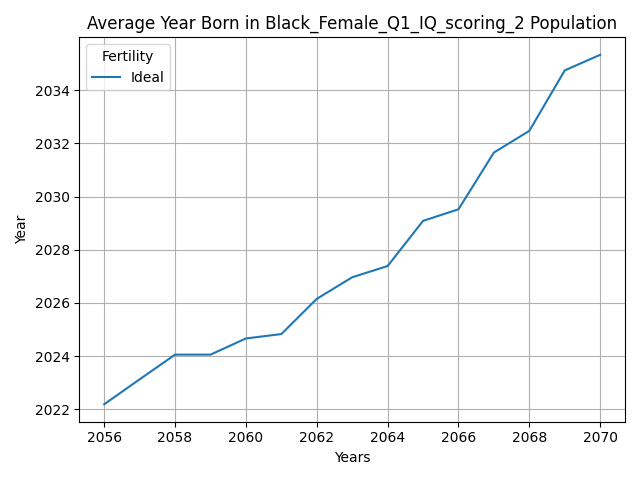 Average Year Born in Black_Female_Q1_IQ_scoring_2 Population
Fertility
Ideal
2034
2032
2030
2028
2026
2024
2022
Year
2056 2058 2060 2062 2064 2066 2068 2070
Years